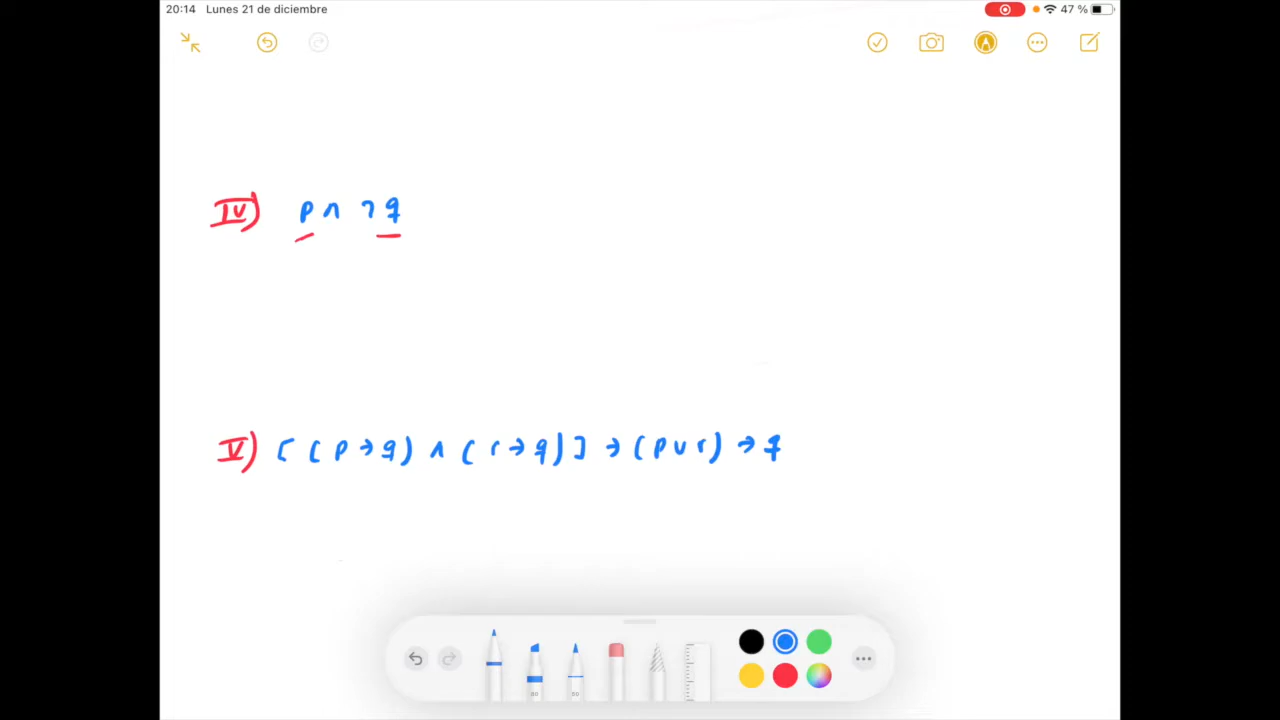 20:14 Lunes 21 de diciembre 47 %
IV) p ∧ ¬ q
V) [ ( p → q ) ∧ ( r → q ) ] → ( p ∨ r ) → q